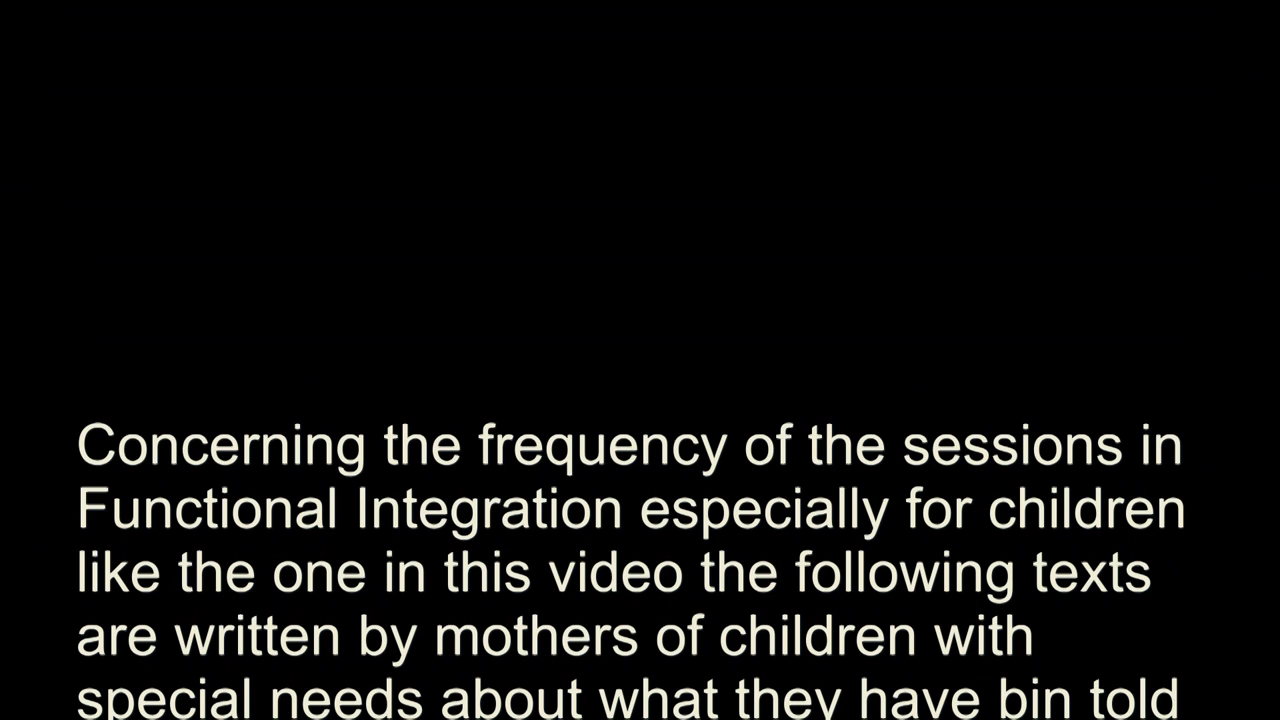 Concerning the frequency of the sessions in
Functional Integration especially for children
like the one in this video the following texts
are written by mothers of children with
special needs about what they have bin told